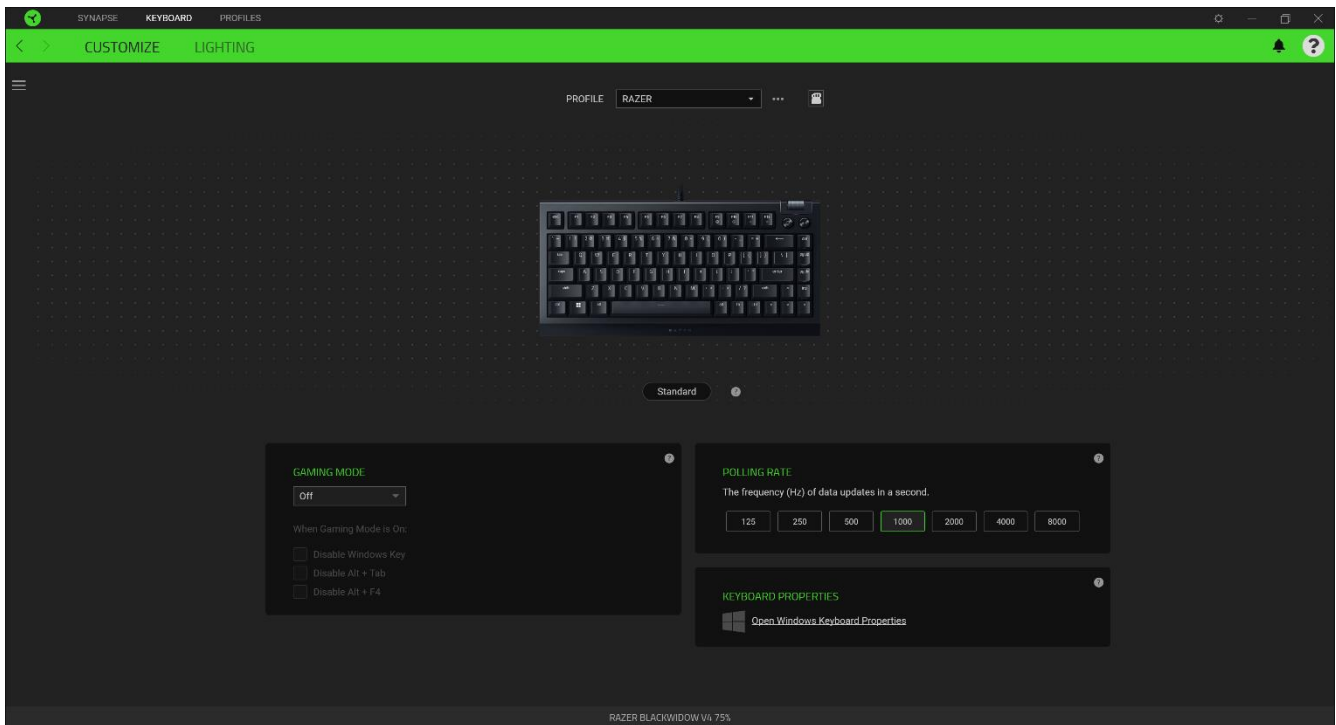 SYNAPSE KEYBOARD PROFILES
CUSTOMIZE LIGHTING
PROFILE RAZER
Standard
GAMING MODE
Off
When Gaming Mode is On:
Disable Windows Key
Disable Alt + Tab
Disable Alt + F4
POLLING RATE
The frequency (Hz) of data updates in a second.
125 250 500 1000 2000 4000 8000
KEYBOARD PROPERTIES
Open Windows Keyboard Properties
RAZER BLACKWIDOW V4 75%